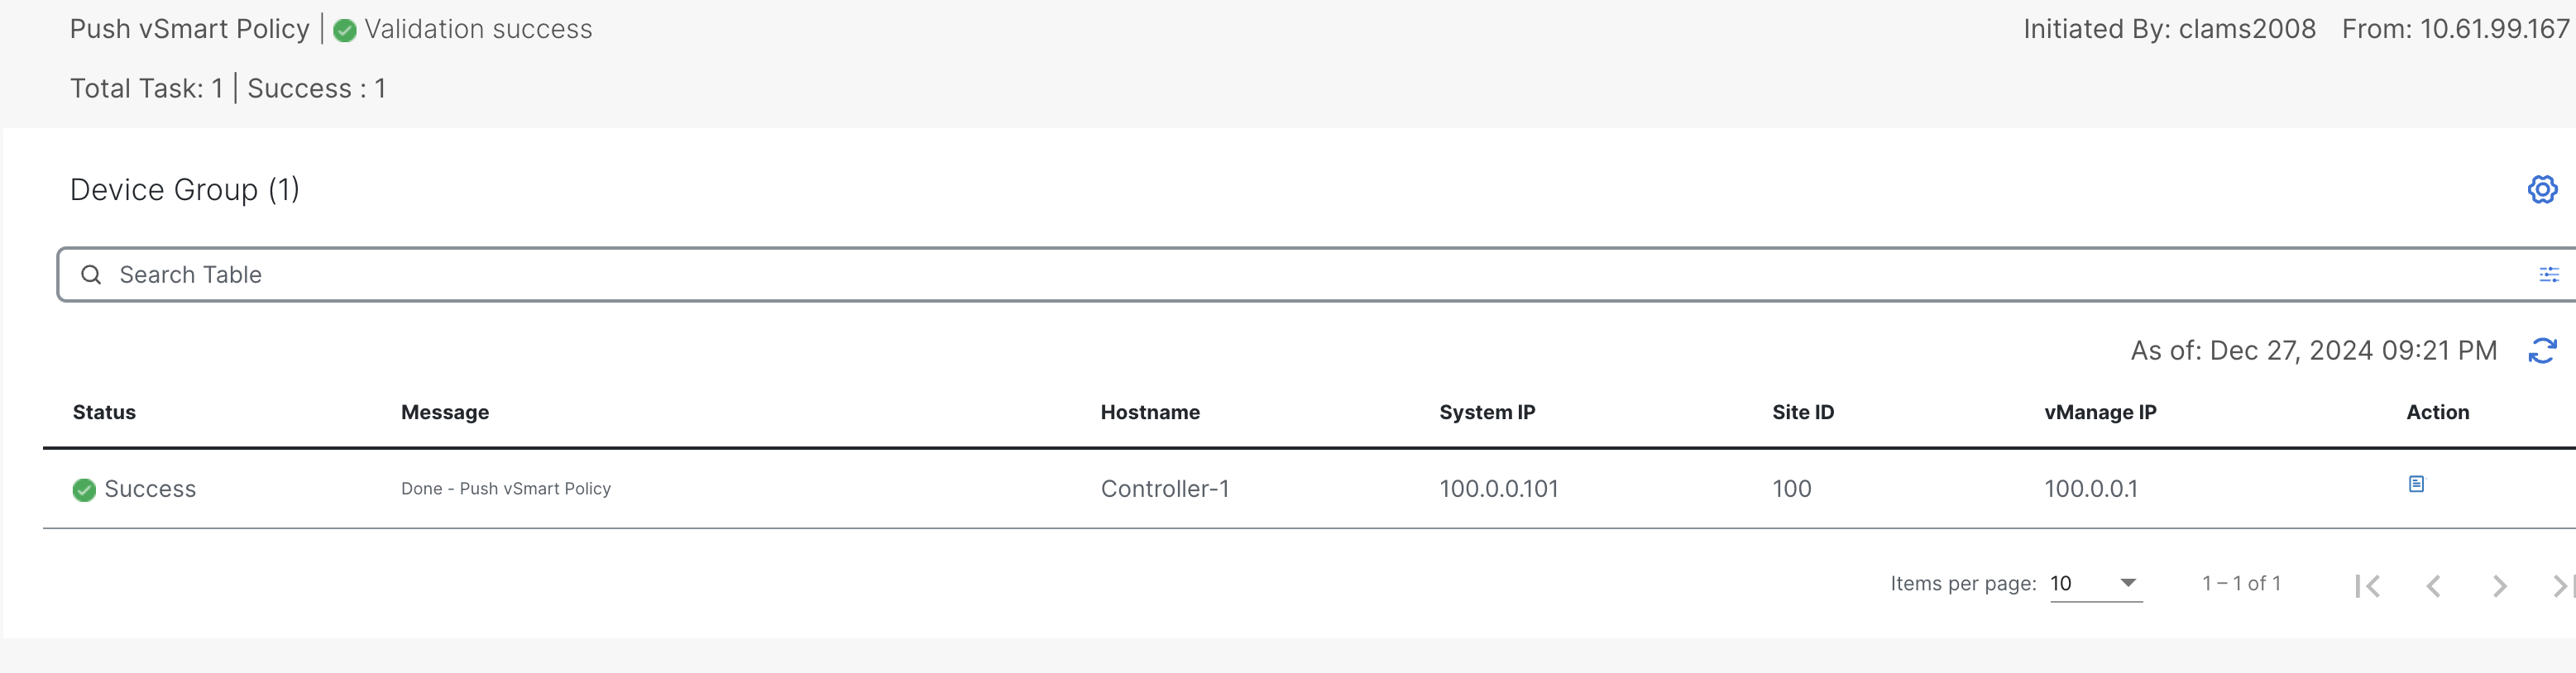 Push vSmart Policy | Validation success Initiated By: clams2008 From: 10.61.99.167
Total Task: 1 | Success : 1
Device Group (1)
Search Table
As of: Dec 27, 2024 09:21 PM
Status Message Hostname System IP Site ID vManage IP Action
Success Done - Push vSmart Policy Controller-1 100.0.0.101 100 100.0.0.1
Items per page: 10 1 – 1 of 1